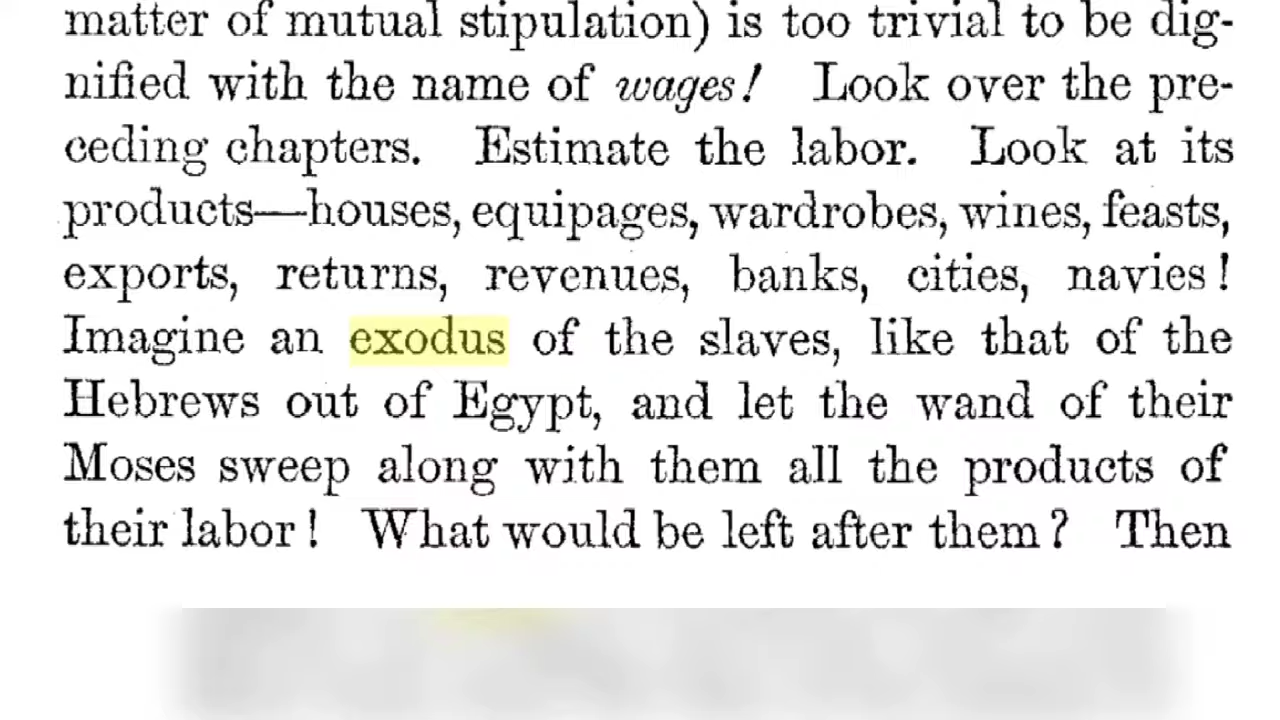 matter of mutual stipulation) is too trivial to be dig-
nified with the name of wages! Look over the pre-
ceding chapters. Estimate the labor. Look at its
products—houses, equipages, wardrobes, wines, feasts,
exports, returns, revenues, banks, cities, navies!
Imagine an exodus of the slaves, like that of the
Hebrews out of Egypt, and let the wand of their
Moses sweep along with them all the products of
their labor! What would be left after them? Then